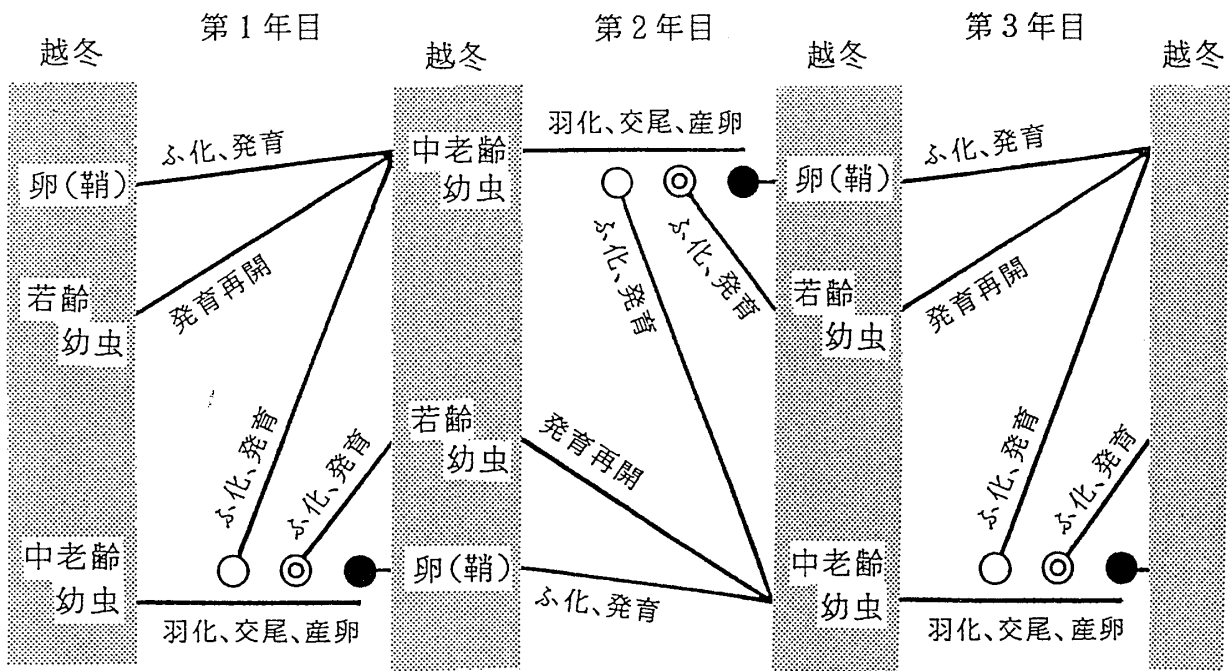 第1年目
第2年目
第3年目
越冬
越冬
越冬
越冬
卵(鞘)
若齢
幼虫
中老齢
幼虫
ふ化、発育
発育再開
ふ化、発育
ふ化、発育
羽化、交尾、産卵
中老齢
幼虫
若齢
幼虫
卵(鞘)
羽化、交尾、産卵
ふ化、発育
ふ化、発育
発育再開
ふ化、発育
卵(鞘)
若齢
幼虫
中老齢
幼虫
ふ化、発育
発育再開
ふ化、発育
ふ化、発育
羽化、交尾、産卵